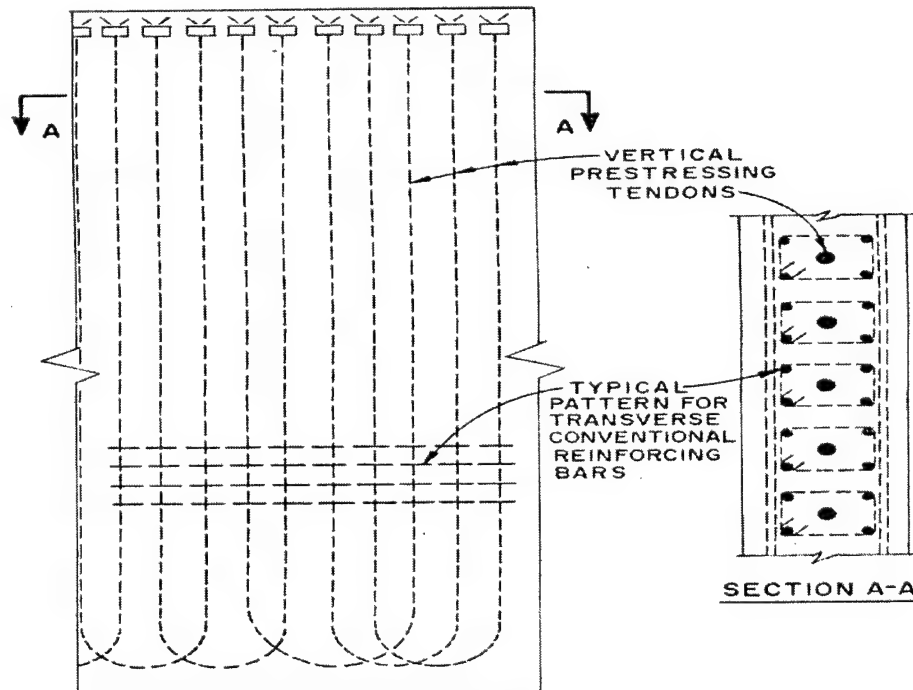 A
A
VERTICAL
PRESTRESSING
TENDONS
TYPICAL
PATTERN FOR
TRANSVERSE
CONVENTIONAL
REINFORCING
BARS
SECTION A-A